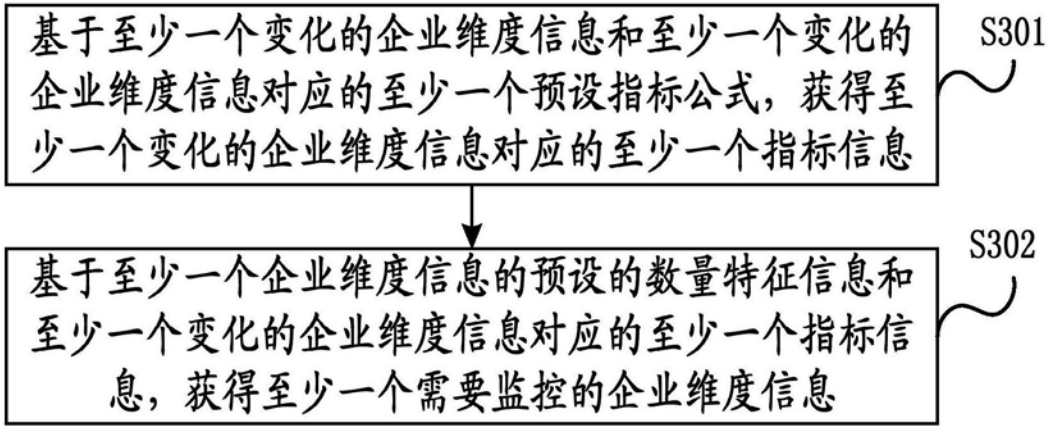 基于至少一个变化的企业维度信息和至少一个变化的
企业维度信息对应的至少一个预设指标公式，获得至
少一个变化的企业维度信息对应的至少一个指标信息
S301
基于至少一个企业维度信息的预设的数量特征信息和
至少一个变化的企业维度信息对应的至少一个指标信
息，获得至少一个需要监控的企业维度信息
S302